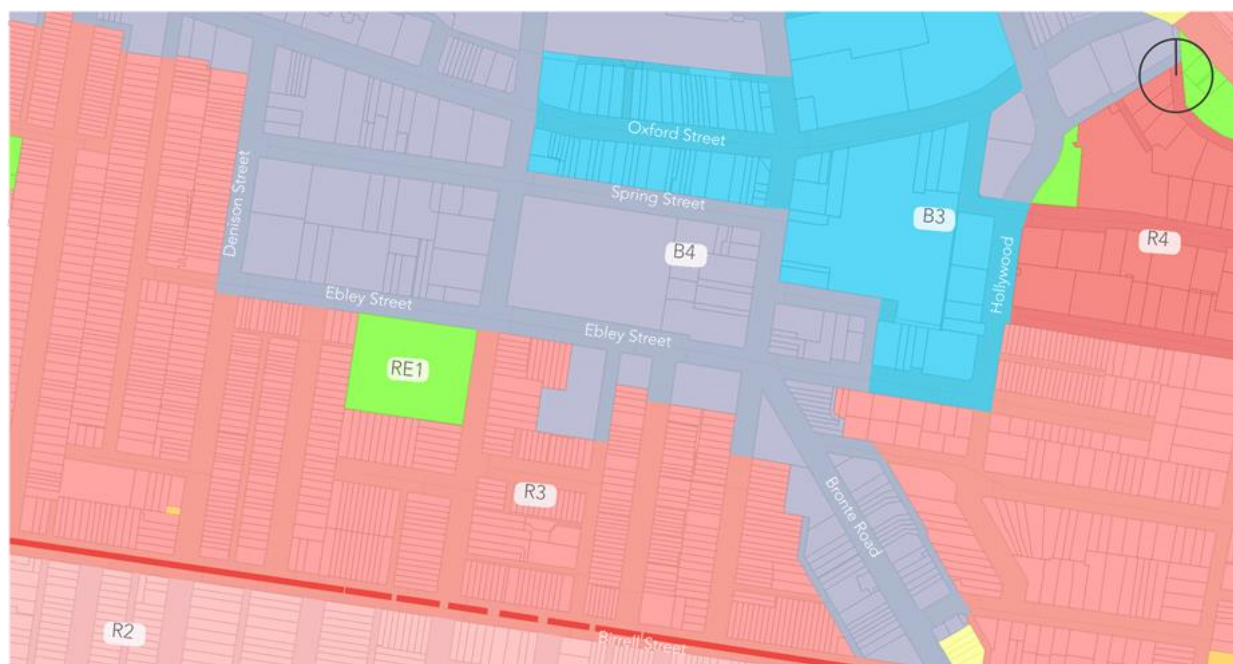 Oxford Street
Denison Street
Spring Street
B3
R4
B4
Hollywood
Ebley Street
Ebley Street
RE1
R3
Bronte Road
R2
Birrell Street